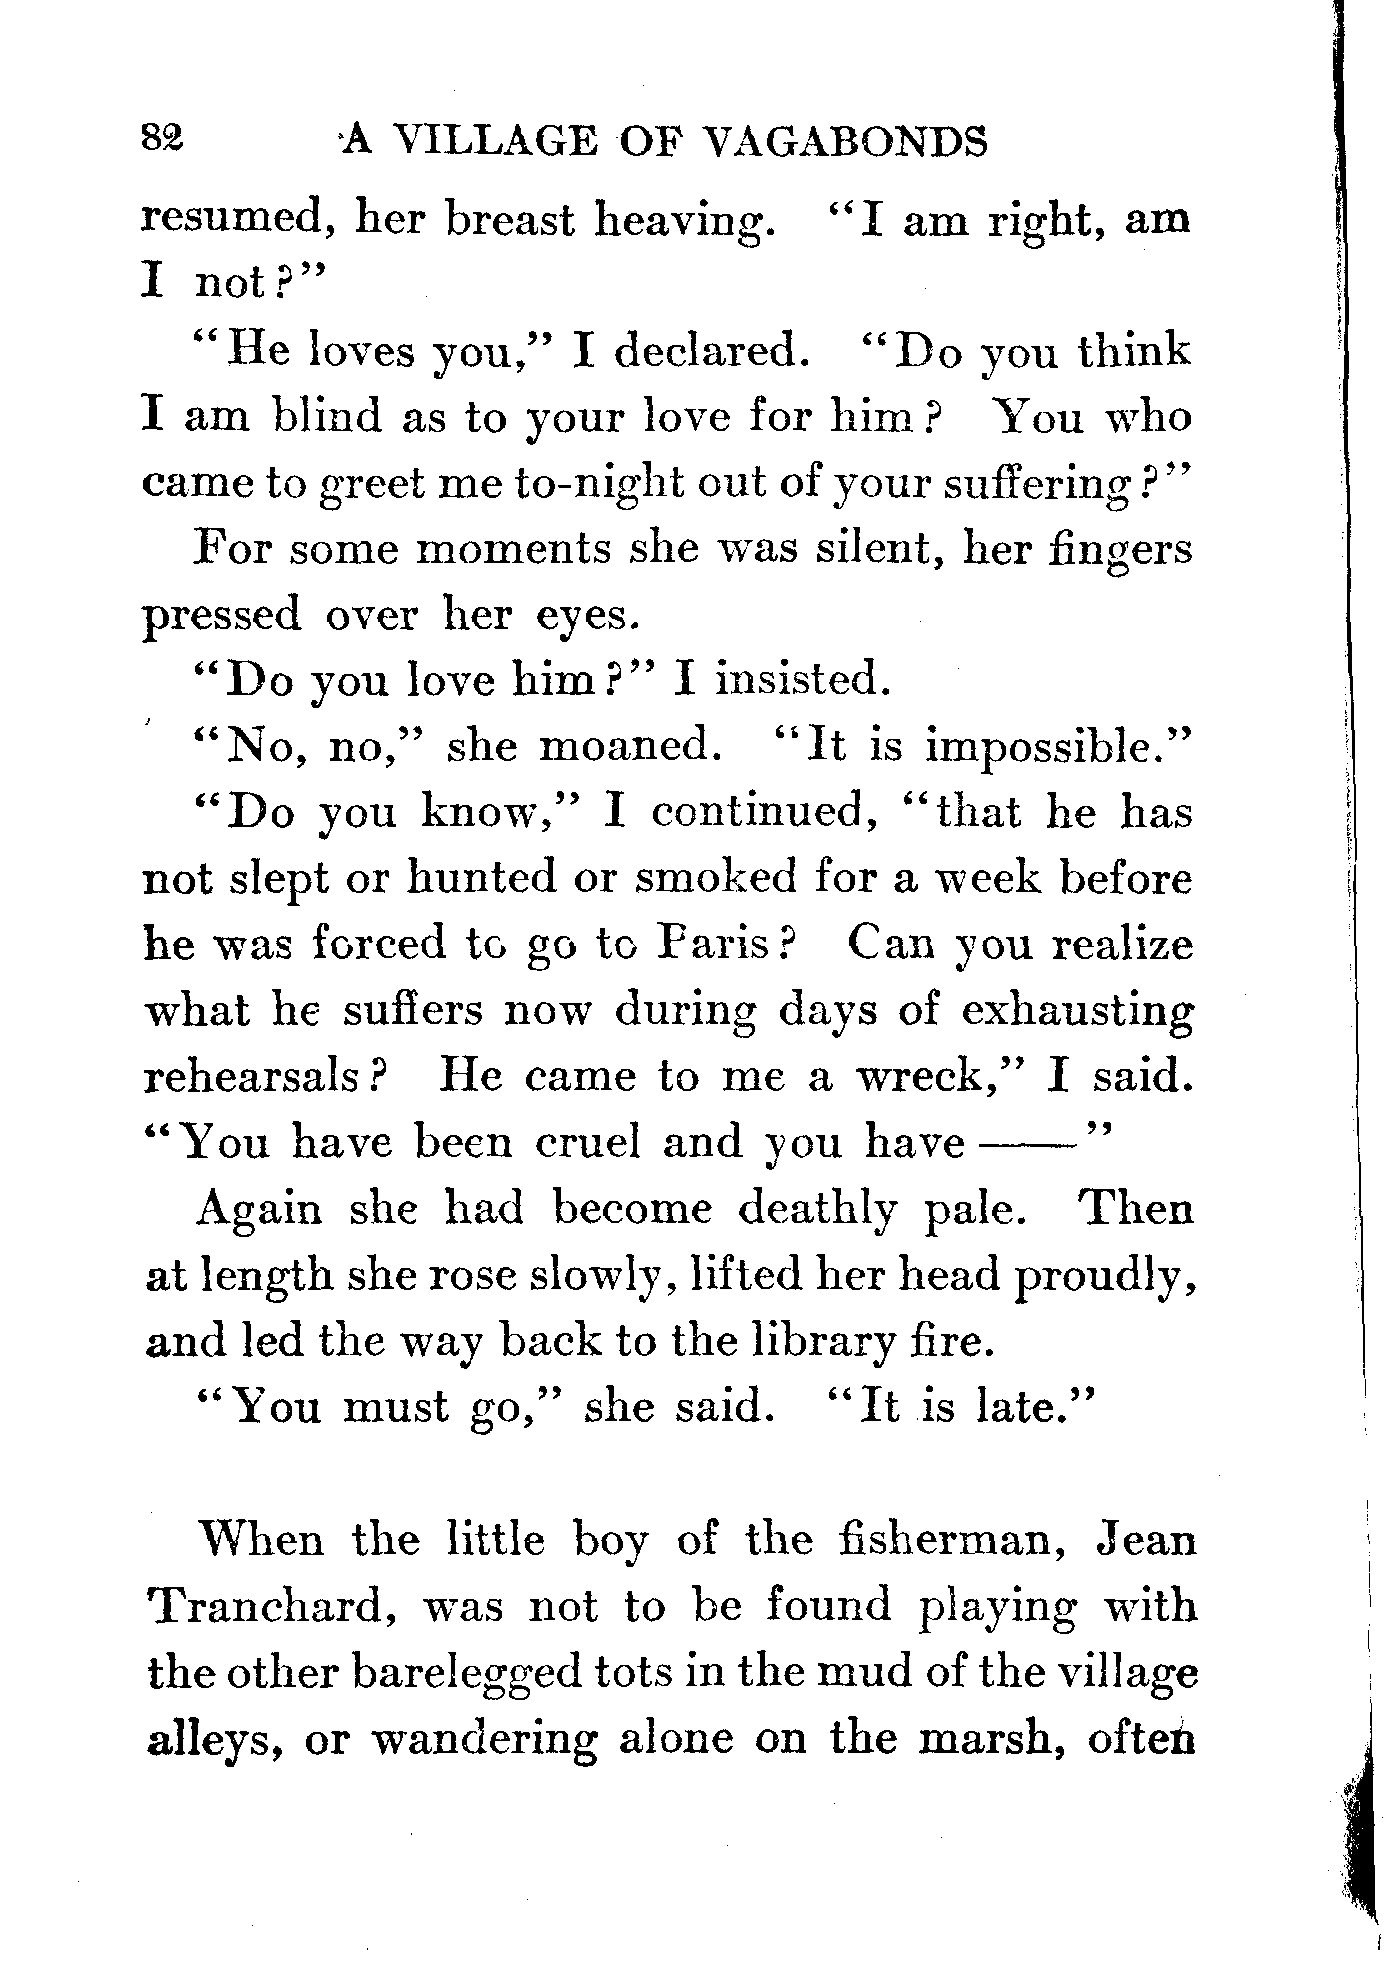 82 A VILLAGE OF VAGABONDS
resumed, her breast heaving. "I am right, am
I not?"
"He loves you," I declared. "Do you think
I am blind as to your love for him? You who
came to greet me to-night out of your suffering?"
For some moments she was silent, her fingers
pressed over her eyes.
"Do you love him?" I insisted.
"No, no," she moaned. "It is impossible."
"Do you know," I continued, "that he has
not slept or hunted or smoked for a week before
he was forced to go to Paris? Can you realize
what he suffers now during days of exhausting
rehearsals? He came to me a wreck," I said.
"You have been cruel and you have——"
Again she had become deathly pale. Then
at length she rose slowly, lifted her head proudly,
and led the way back to the library fire.
"You must go," she said. "It is late."
When the little boy of the fisherman, Jean
Tranchard, was not to be found playing with
the other barelegged tots in the mud of the village
alleys, or wandering alone on the marsh, often